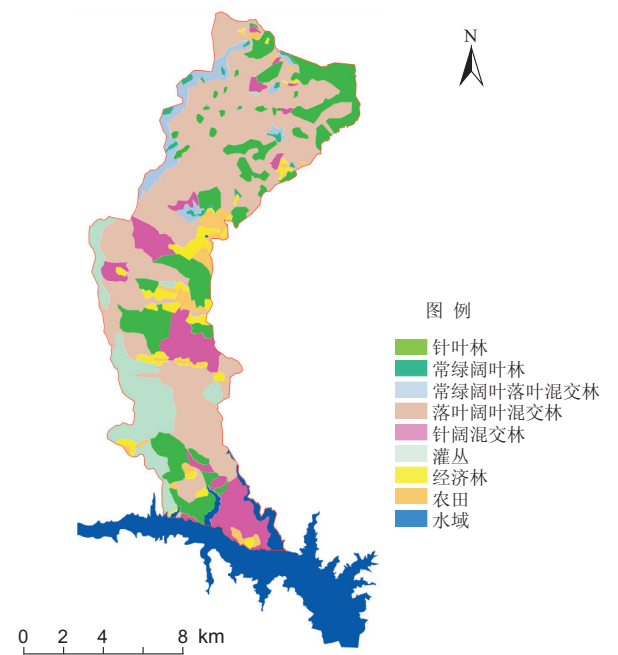 N
图 例
针叶林
常绿阔叶林
常绿阔叶落叶混交林
落叶阔叶混交林
针阔混交林
灌丛
经济林
农田
水域
0 2 4 8 km